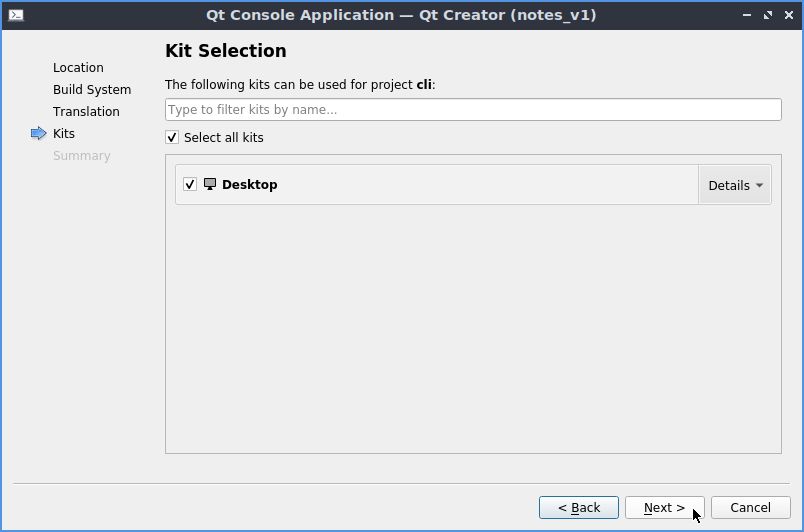 Qt Console Application — Qt Creator (notes_v1)
Kit Selection
Location
Build System
Translation
Kits
Summary
The following kits can be used for project cli:
Type to filter kits by name...
Select all kits
Desktop
Details
< Back
Next >
Cancel